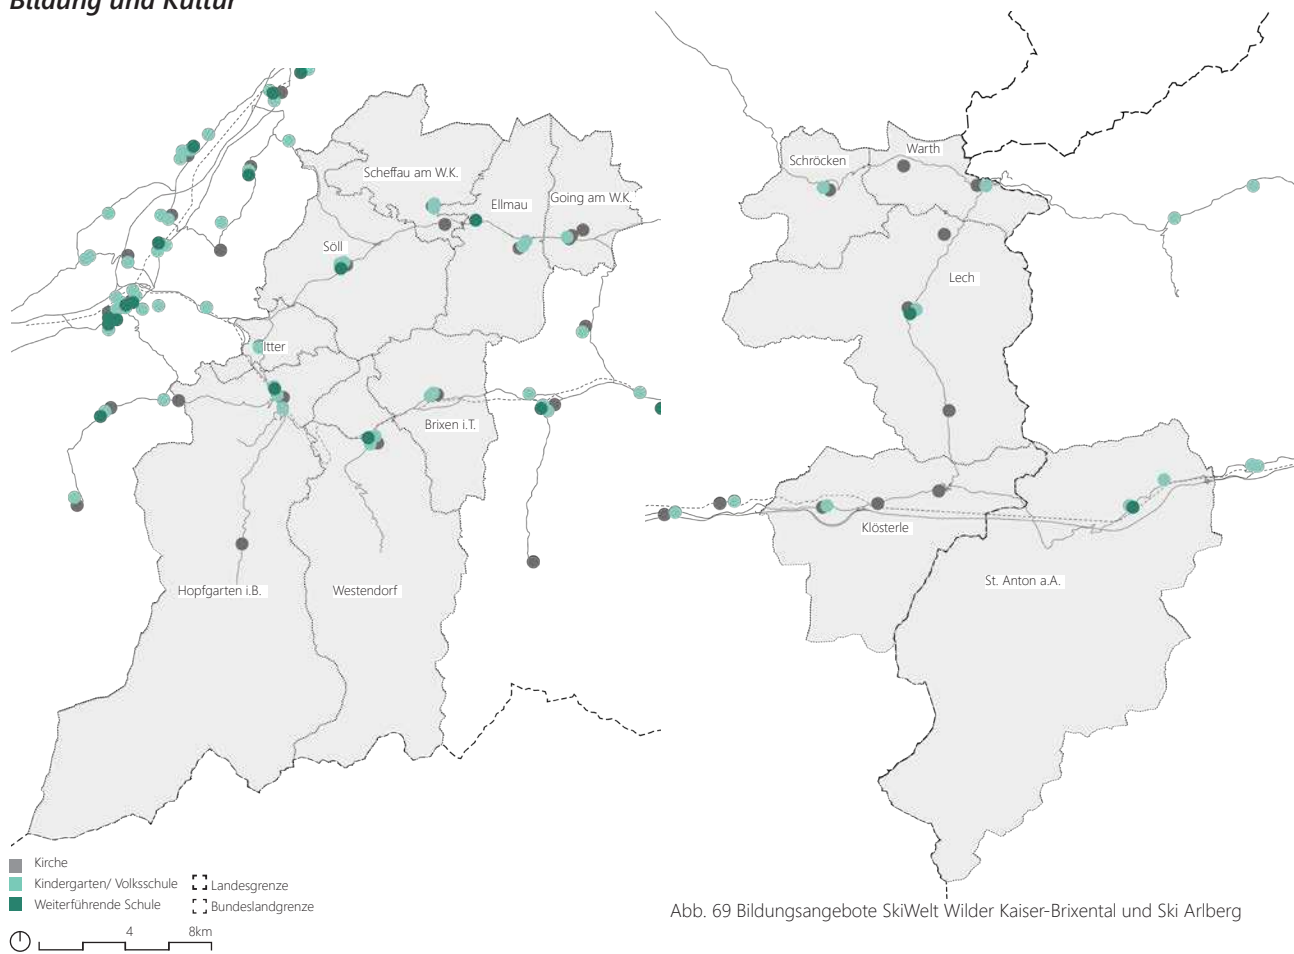 Bildung und Kultur
Scheffau am W.K.
Ellmau
Going am W.K.
Söll
Itter
Brixen i.T.
Hopfgarten i.B.
Westendorf
Schröcken
Warth
Lech
Klösterle
St. Anton a.A.
Kirche
Kindergarten/ Volksschule
Weiterführende Schule
Landesgrenze
Bundeslandgrenze
4 8km
Abb. 69 Bildungsangebote SkiWelt Wilder Kaiser-Brixental und Ski Arlberg